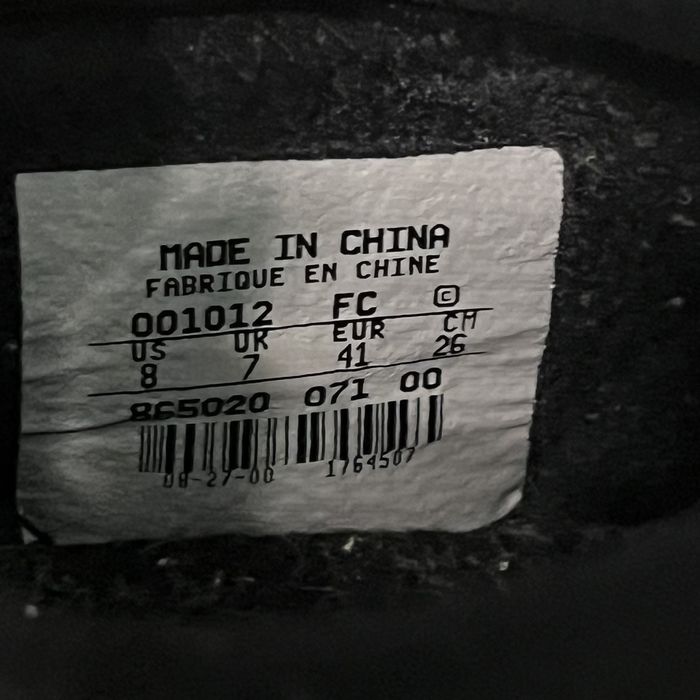 MADE IN CHINA
FABRIQUE EN CHINE
001012 FC ©
US UK EUR CM
8 7 41 26
865020 071 00
08-27-00 1764507